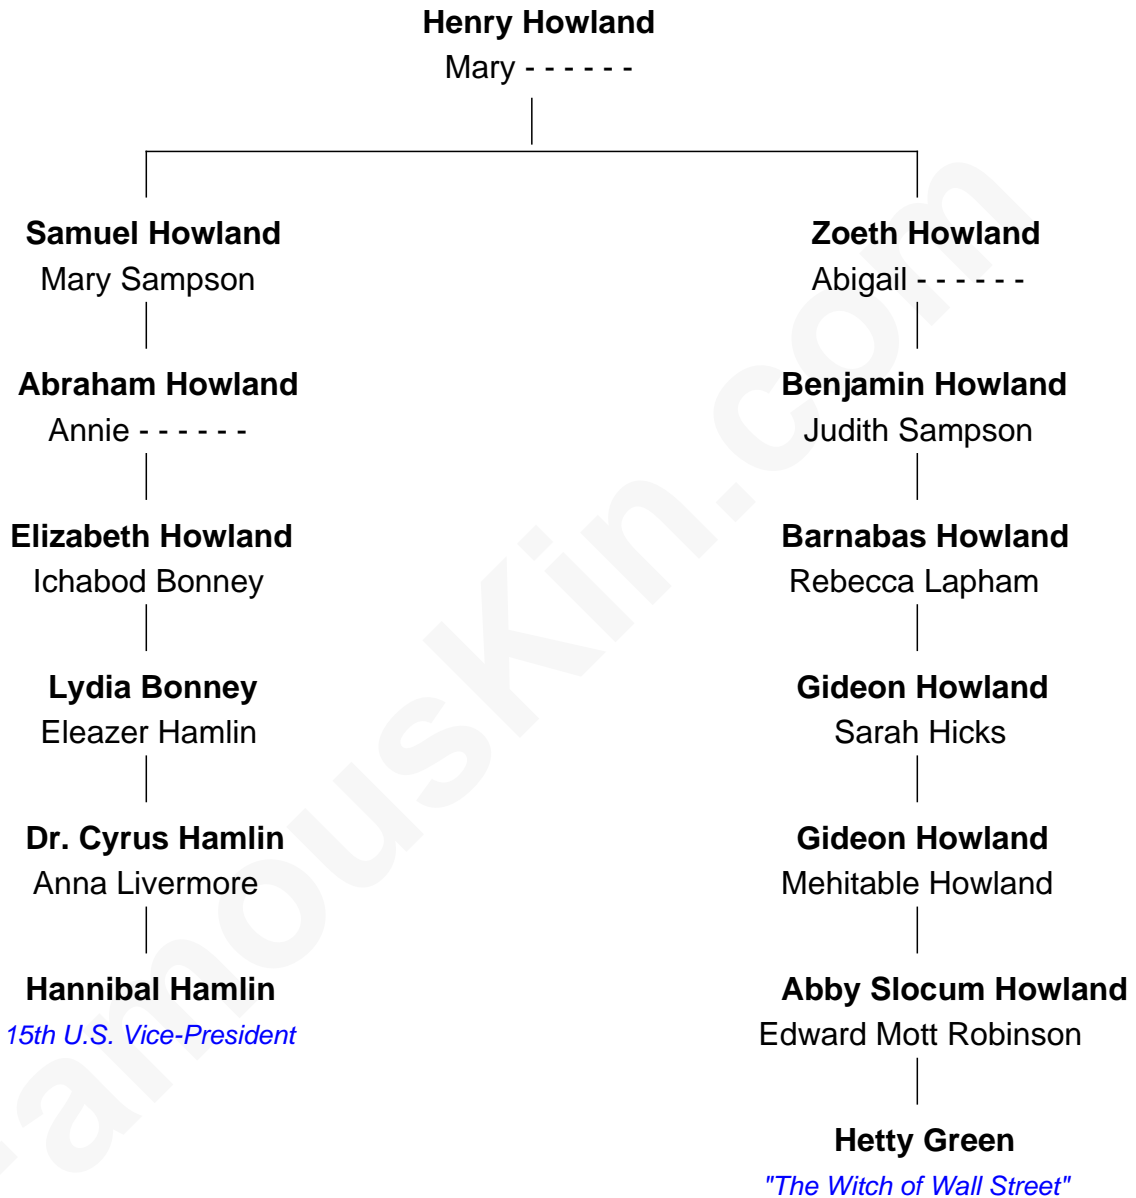 Henry Howland
Mary - - - - - -
Samuel Howland
Mary Sampson
Zoeth Howland
Abigail - - - - - -
Abraham Howland
Annie - - - - - -
Benjamin Howland
Judith Sampson
Elizabeth Howland
Ichabod Bonney
Barnabas Howland
Rebecca Lapham
Lydia Bonney
Eleazer Hamlin
Gideon Howland
Sarah Hicks
Dr. Cyrus Hamlin
Anna Livermore
Gideon Howland
Mehitable Howland
Hannibal Hamlin
15th U.S. Vice-President
Abby Slocum Howland
Edward Mott Robinson
Hetty Green
"The Witch of Wall Street"
FamousKin.com